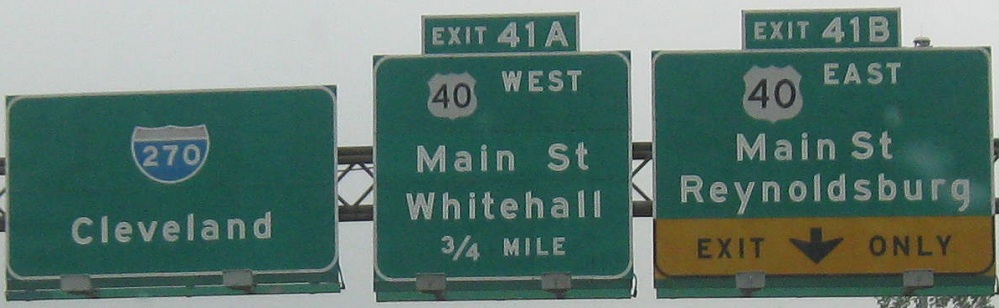 270
Cleveland
EXIT 41A
40 WEST
Main St
Whitehall
3/4 MILE
EXIT 41B
40 EAST
Main St
Reynoldsburg
EXIT ONLY